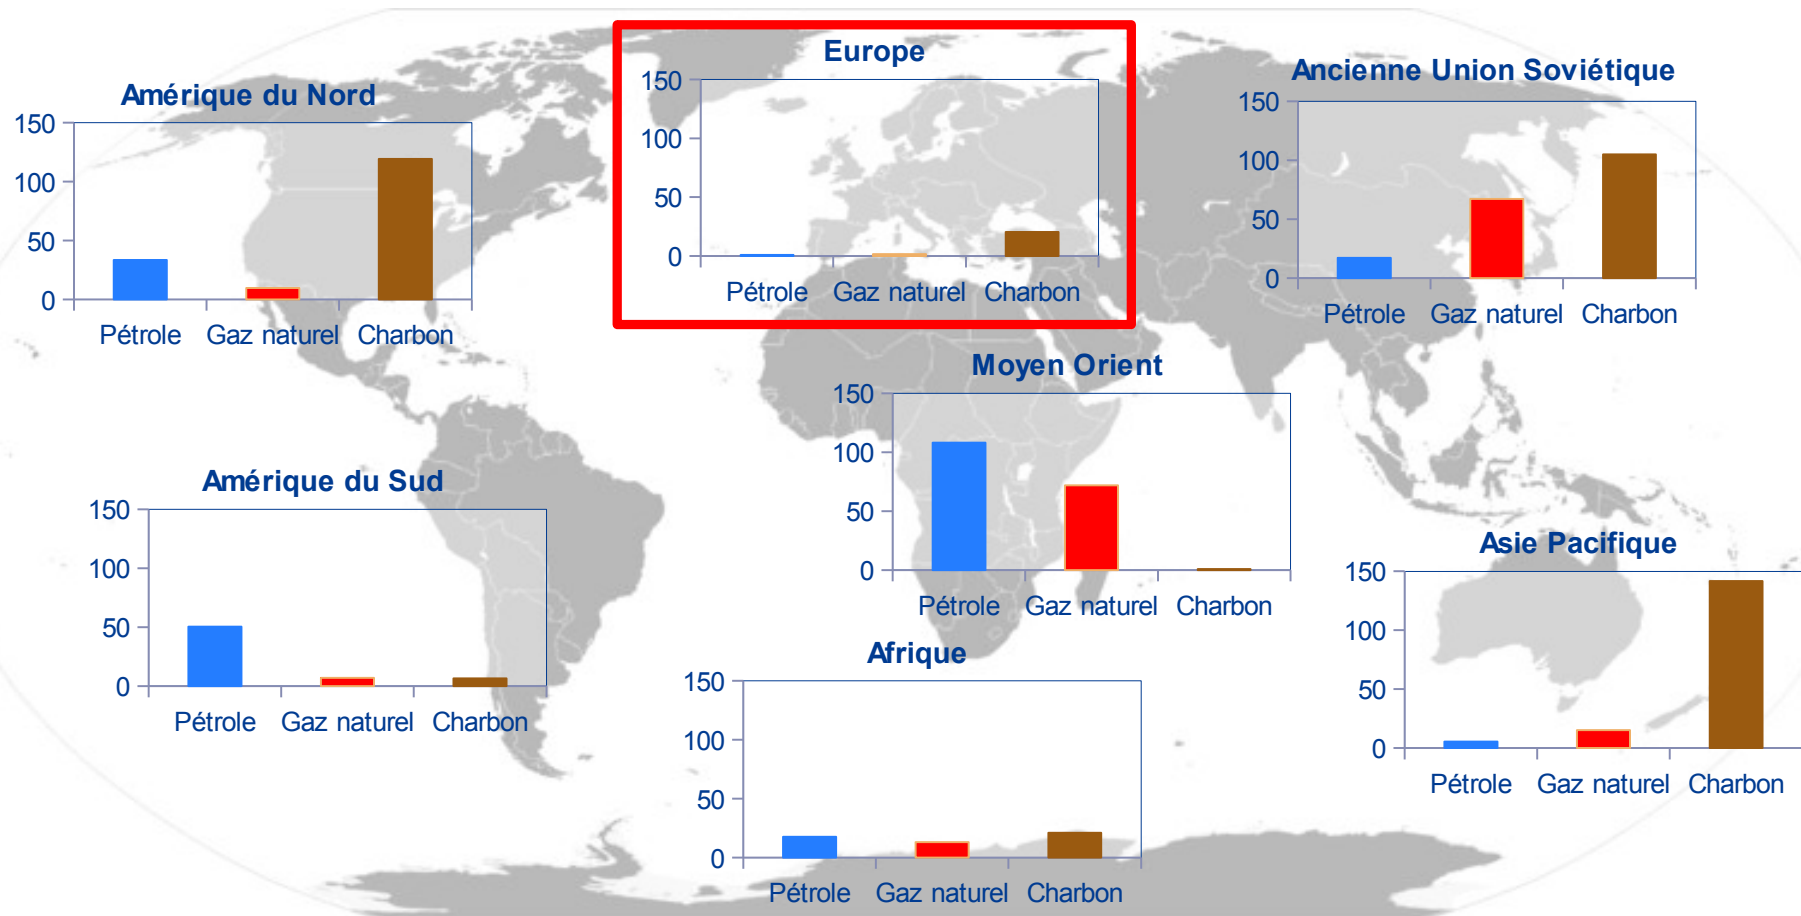 Europe
150
100
50
0
Pétrole Gaz naturel Charbon
Ancienne Union Soviétique
150
100
50
0
Pétrole Gaz naturel Charbon
Amérique du Nord
150
100
50
0
Pétrole Gaz naturel Charbon
Moyen Orient
150
100
50
0
Pétrole Gaz naturel Charbon
Amérique du Sud
150
100
50
0
Pétrole Gaz naturel Charbon
Asie Pacifique
150
100
50
0
Pétrole Gaz naturel Charbon
Afrique
150
100
50
0
Pétrole Gaz naturel Charbon